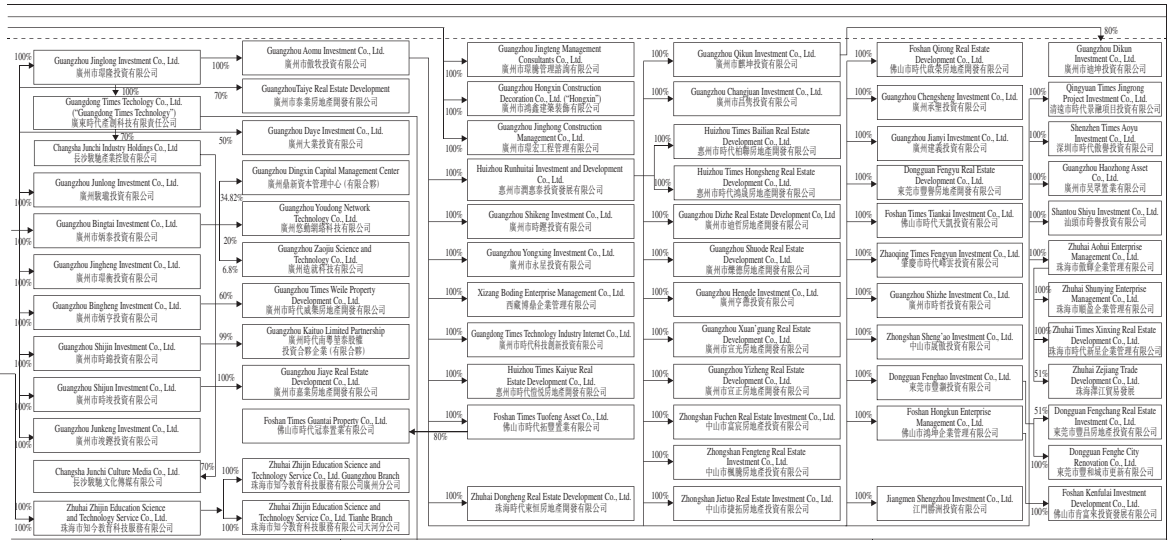 80%
100%
Guangzhou Jinglong Investment Co., Ltd.
廣州市環隆投資有限公司
100%
Guangdong Times Techology Co., Ltd.
("Guangdong Times Technology")
廣東時代產創科技有限責任公司
70%
Changsha Junchi Industry Holdings Co., Ltd
長沙駿馳產業控股有限公司
100%
Guangzhou Junlong Investment Co., Ltd.
100%
Guangzhou Bingtai Investment Co., Ltd.
廣州市炳泰投資有限公司
100%
Guangzhou Jingheng Investment Co., Ltd.
廣州市環衡投資有限公司
100%
Guangzhou Bingheng Investment Co., Ltd.
廣州市炳亨投資有限公司
100%
Guangzhou Shijin Investment Co., Ltd.
廣州市時錦投資有限公司
100%
Guangzhou Shijun Investment Co., Ltd.
廣州市時埈投資有限公司
100%
Guangzhou Junkeng Investment Co., Ltd.
廣州市埈鏗投資有限公司
Changsha Junchi Culture Media Co., Ltd.
長沙駿馳文化傳媒有限公司
70%
100%
Zhuhai Zhijin Education Science
and Technology Service Co., Ltd.
珠海市知今教育科技服務有限公司
100%
100%
Guangzhou Aomu Investment Co., Ltd.
廣州市傲牧投資有限公司
70%
GuangzhouTaiye Real Estate Development
廣州市泰業房地產開發有限公司
50%
Guangzhou Daye Investment Co., Ltd.
廣州大業投資有限公司
Guangzhou Dingxin Capital Management Center
廣州鼎新資本管理中心 (有限合夥)
34.82%
Guangzhou Youdong Network
Technology Co., Ltd.
廣州悠動網絡科技有限公司
20%
Guangzhou Zaojiu Science and
Technology Co., Ltd.
廣州造就科技有限公司
6.8%
60%
Guangzhou Times Weile Property
Development Co., Ltd.
廣州市時代威樂房地產開發有限公司
99%
Guangzhou Kaituo Limited Partnership
投資合夥企業 (有限合夥)
100%
Guangzhou Jiaye Real Estate
Development Co., Ltd.
廣州市嘉業房地產開發有限公司
Foshan Times Guantai Property Co., Ltd.
佛山市時代冠泰置業有限公司
80%
100%
Zhuhai Zhijin Education Science and
Technology Service Co., Ltd. Guangzhou Branch
珠海市知今教育科技服務有限公司廣州分公司
100%
Zhuhai Zhijin Education Science and
Technology Service Co., Ltd. Tianhe Branch
珠海市知今教育科技服務有限公司天河分公司
100%
Guangzhou Jingteng Management
Consultants Co., Ltd.
廣州市環騰管理諮詢有限公司
100%
Guangzhou Hongxin Construction
Decoration Co., Ltd. ("Hongxin")
廣州市鴻鑫建築裝飾有限公司
100%
Guangzhou Jinghong Construction
Management Co., Ltd.
廣州市環宏工程管理有限公司
100%
Huizhou Runhuitai Investment and Development
Co., Ltd.
惠州市潤惠泰投資發展有限公司
100%
Guangzhou Shikeng Investment Co., Ltd.
廣州市時鏗投資有限公司
100%
Guangzhou Yongxing Investment Co., Ltd.
廣州市永星投資有限公司
100%
Xizang Boding Enterprise Management Co., Ltd.
西藏博鼎企業管理有限公司
100%
Guangdong Times Technology Industry Internet Co., Ltd.
廣州市時代科技創新投資有限公司
100%
Huizhou Times Kaiyue Real
Estate Development Co., Ltd.
惠州市時代愷悅房地產開發有限公司
100%
Foshan Times Tuofeng Asset Co., Ltd.
佛山市時代拓豐置業有限公司
100%
Zhuhai Dongheng Real Estate Development Co., Ltd.
珠海時代東恒房地產開發有限公司
100%
Guangzhou Qikun Investment Co., Ltd.
廣州市麒坤投資有限公司
100%
Guangzhou Changjuan Investment Co., Ltd.
100%
Huizhou Times Bailian Real Estate
Development Co., Ltd.
惠州市時代柏聯房地產開發有限公司
100%
Huizhou Times Hongsheng Real Estate
Development Co., Ltd.
惠州市時代鴻晟房地產開發有限公司
100%
Guangzhou Dizhe Real Estate Development Co., Ltd
廣州市迪哲房地產開發有限公司
100%
Guangzhou Shuode Real Estate
Development Co., Ltd.
100%
Guangzhou Hengde Investment Co., Ltd.
100%
Guangzhou Xuan'guang Real Estate
Development Co., Ltd.
廣州市宣光房地產開發有限公司
100%
Guangzhou Yizheng Real Estate
Development Co., Ltd.
廣州市宜正房地產開發有限公司
100%
Zhongshan Fuchen Real Estate Investment Co., Ltd.
中山市富宸房地產投資有限公司
100%
Zhongshan Fengteng Real Estate
Investment Co., Ltd.
中山市楓騰房地產投資有限公司
100%
Zhongshan Jietuo Real Estate Investment Co., Ltd.
中山市捷拓房地產投資有限公司
100%
Foshan Qirong Real Estate
Development Co., Ltd.
佛山市時代啟榮房地產開發有限公司
100%
Guangzhou Chengsheng Investment Co., Ltd.
100%
Guangzhou Jianyi Investment Co., Ltd.
廣州市建義投資有限公司
100%
Dongguan Fengyu Real Estate
Development Co., Ltd.
東莞市豐譽房地產開發有限公司
100%
Foshan Times Tiankai Investment Co., Ltd.
佛山市時代天凱投資有限公司
100%
Zhaoqing Times Fengyun Investment Co., Ltd.
肇慶市時代峰雲投資有限公司
100%
Guangzhou Shizhe Investment Co., Ltd.
廣州市時哲投資有限公司
100%
Zhongshan Sheng'ao Investment Co., Ltd.
中山市晟傲投資有限公司
100%
Dongguan Fenghao Investment Co., Ltd.
東莞市豐灝投資有限公司
100%
Foshan Hongkun Enterprise
Management Co., Ltd.
佛山市鴻坤企業管理有限公司
100%
Jiangmen Shengzhou Investment Co., Ltd.
江門勝洲投資有限公司
Guangzhou Dikun
Investment Co., Ltd.
廣州市迪坤投資有限公司
100%
Qingyuan Times Jingrong
Project Investment Co., Ltd.
清遠市時代景融項目投資有限公司
100%
Shenzhen Times Aoyu
Investment Co., Ltd.
深圳市時代傲譽投資有限公司
100%
Guangzhou Haozhong Asset
Co., Ltd.
廣州市昊眾置業有限公司
100%
Shantou Shiyu Investment Co., Ltd.
汕頭市時譽投資有限公司
100%
Zhuhai Aohui Enterprise
Management Co., Ltd.
珠海市傲輝企業管理有限公司
100%
Zhuhai Shunying Enterprise
Management Co., Ltd.
珠海市順盈企業管理有限公司
100%
Zhuhai Times Xinxing Real Estate
Development Co., Ltd.
珠海市時代新星企業管理有限公司
51%
Zhuhai Zejiang Trade
Development Co., Ltd.
珠海澤江貿易發展
51%
Dongguan Fengchang Real Estate
Investment Co., Ltd.
東莞市豐昌房地產投資有限公司
100%
Dongguan Fenghe City
Renovation Co., Ltd.
東莞市豐和城市更新有限公司
100%
Foshan Kenfulai Investment
Development Co., Ltd.
佛山市肯富來投資發展有限公司